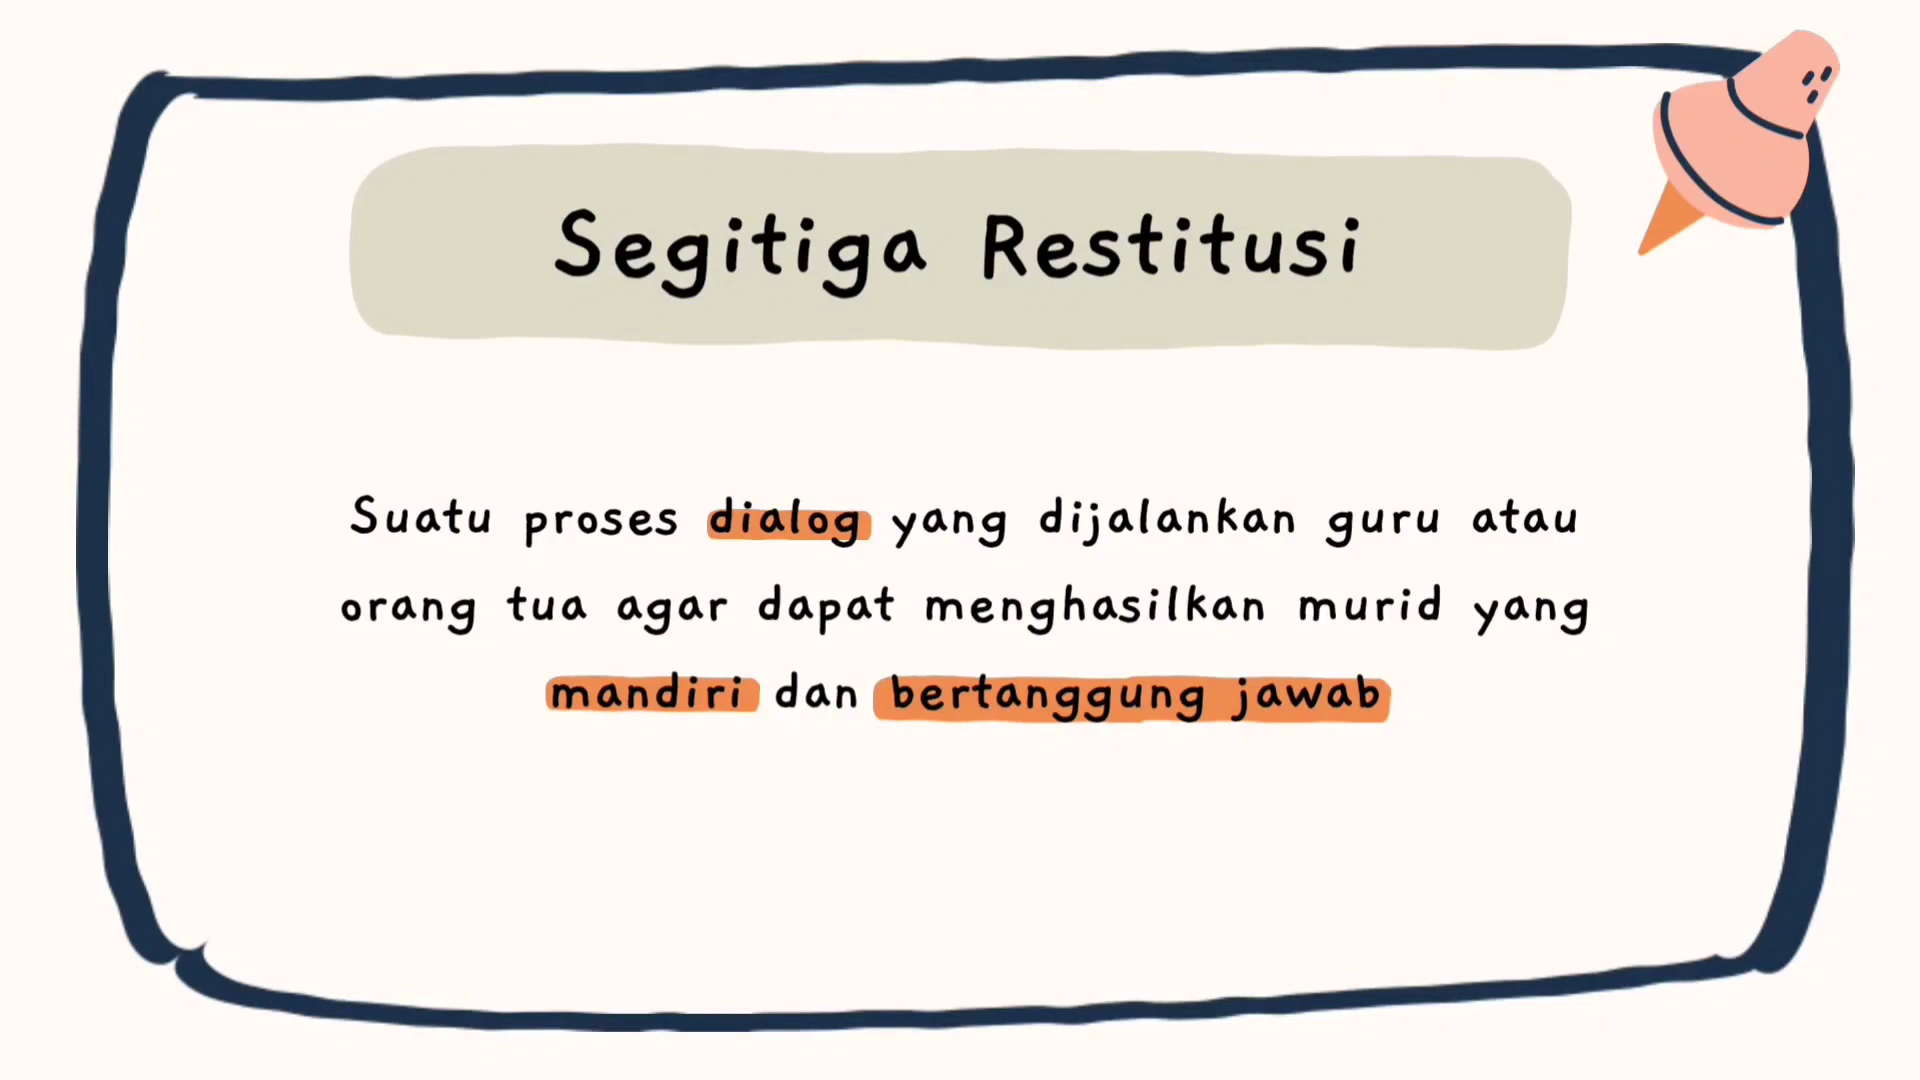 Segitiga Restitusi
Suatu proses dialog yang dijalankan guru atau
orang tua agar dapat menghasilkan murid yang
mandiri dan bertanggung jawab